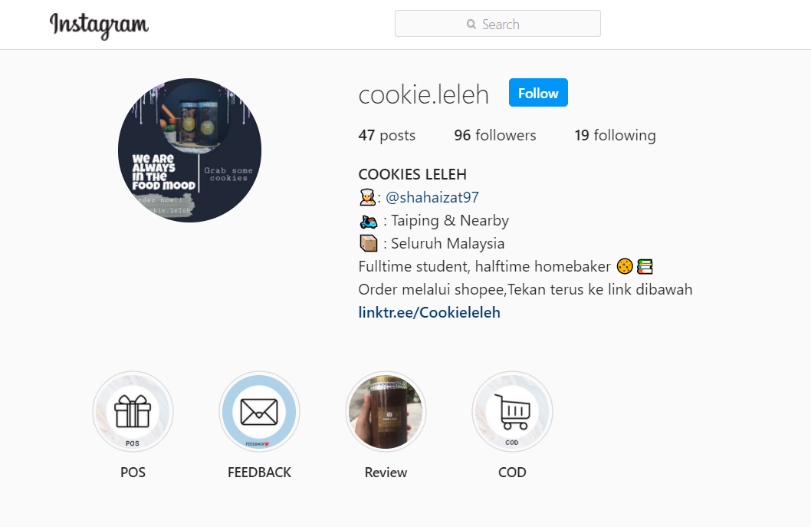 Instagram
Search
cookie.leleh
Follow
47 posts 96 followers 19 following
WE ARE
ALWAYS
IN THE
FOOD MOOD
Grab some
cookies
COOKIES LELEH
: @shahaizat97
: Taiping & Nearby
: Seluruh Malaysia
Fulltime student, halftime homebaker
Order melalui shopee,Tekan terus ke link dibawah
linktr.ee/Cookieleleh
POS
FEEDBACK
COD
POS
FEEDBACK
Review
COD